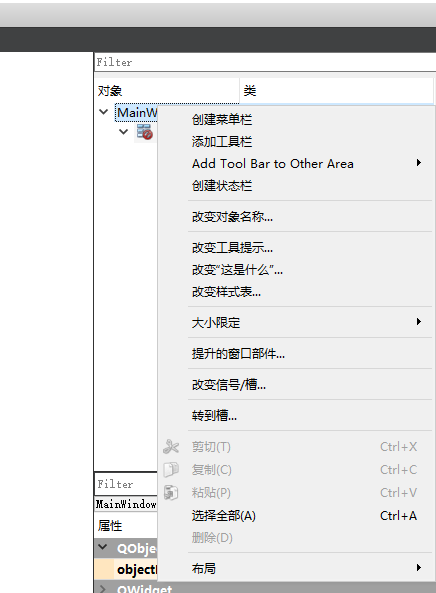 Filter
对象 类
MainW
创建菜单栏
添加工具栏
Add Tool Bar to Other Area
创建状态栏
改变对象名称...
改变工具提示...
改变“这是什么”...
改变样式表...
大小限定
提升的窗口部件...
改变信号/槽...
转到槽...
剪切(T) Ctrl+X
复制(C) Ctrl+C
粘贴(P) Ctrl+V
选择全部(A) Ctrl+A
删除(D)
布局
Filter
MainWindow
属性
QObje
object
QWidget